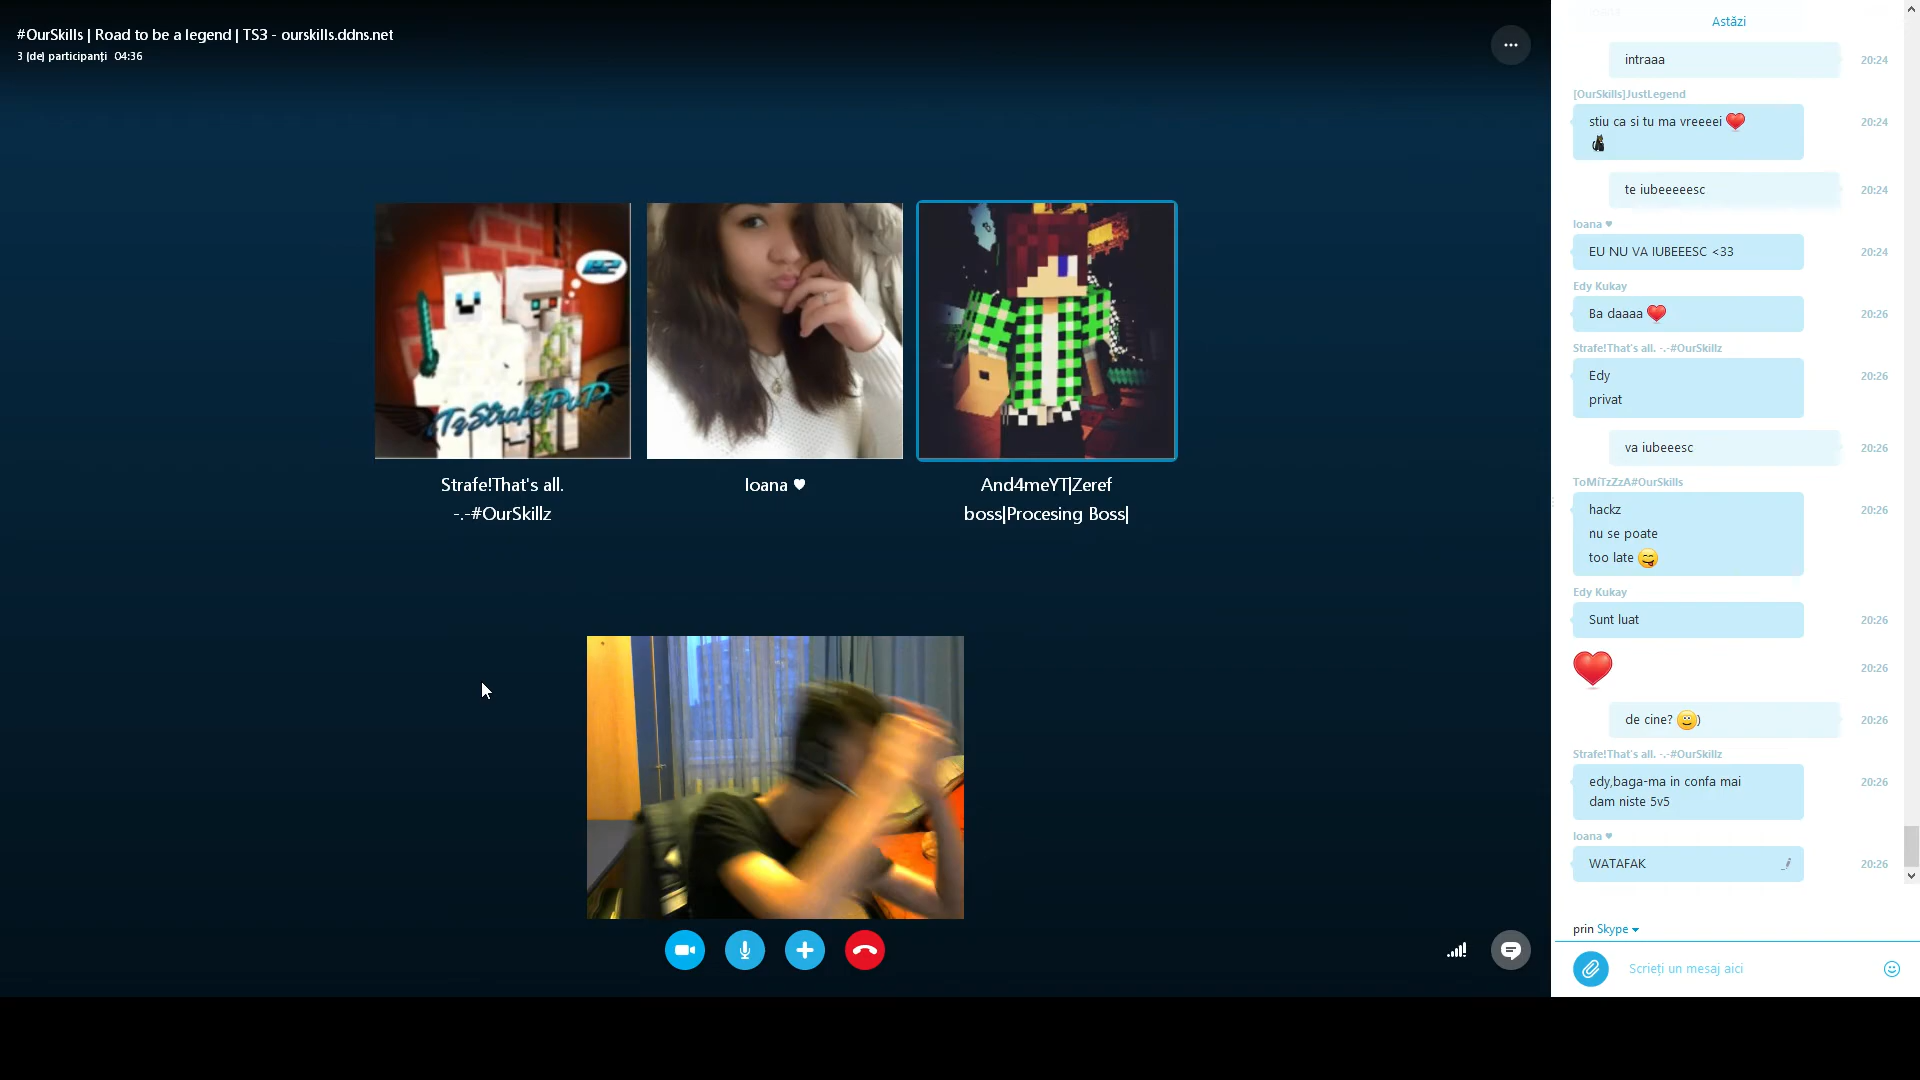 #OurSkills | Road to be a legend | TS3 - ourskills.ddns.net
3 (de) participanți 04:36
TzStrafePvP
Strafe!That's all.
-.-#OurSkillz
Ioana ♥
And4meYT|Zeref
boss|Procesing Boss|
Astăzi
intraaa
20:24
[OurSkills]JustLegend
stiu ca si tu ma vreeeei ❤
20:24
te iubeeeeesc
20:24
Ioana ♥
EU NU VA IUBEEESC <33
20:24
Edy Kukay
Ba daaaa ❤
20:26
Strafe!That's all. -.-#OurSkillz
Edy
20:26
privat
va iubeeesc
20:26
ToMiTzZzA#OurSkills
hackz
20:26
nu se poate
too late
Edy Kukay
Sunt luat
20:26
❤
20:26
de cine? 🙂)
20:26
Strafe!That's all. -.-#OurSkillz
edy,baga-ma in confa mai
20:26
dam niste 5v5
Ioana ♥
WATAFAK
20:26
prin Skype
Scrieți un mesaj aici